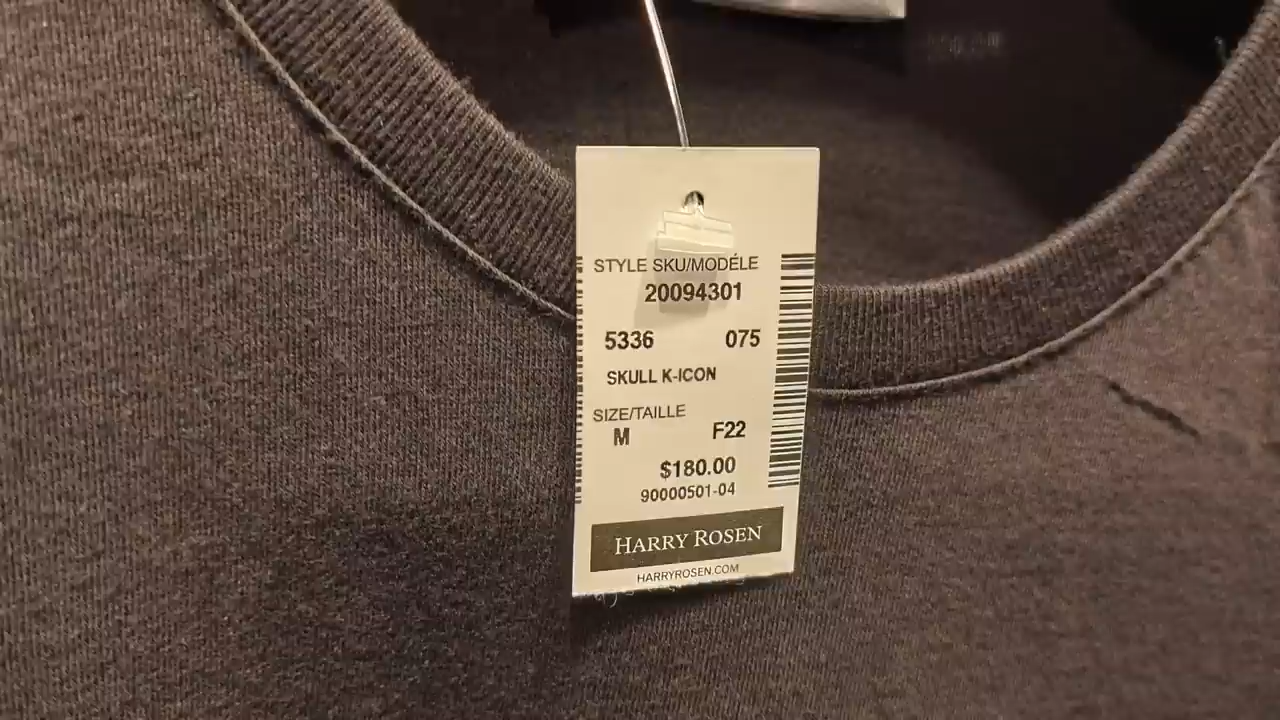 STYLE SKU/MODÉLE
20094301
5336 075
SKULL K-ICON
SIZE/TAILLE
M F22
$180.00
90000501-04
HARRY ROSEN
HARRYROSEN.COM